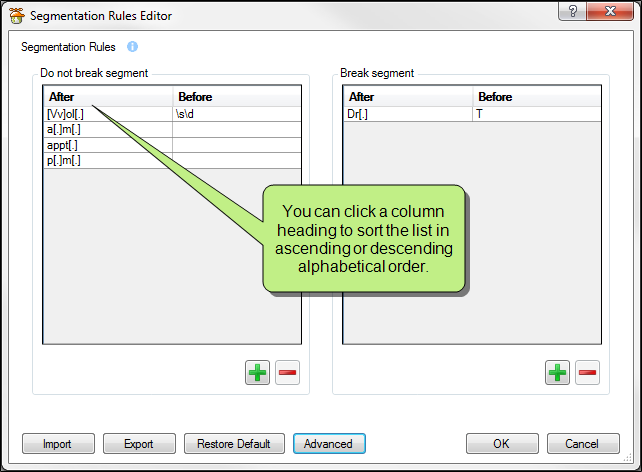 Segmentation Rules Editor
Segmentation Rules
Do not break segment
After Before
[Vv]ol[.] \s\d
a[.]m[.]
appt[.]
p[.]m[.]
Break segment
After Before
Dr[.] T
You can click a column
heading to sort the list in
ascending or descending
alphabetical order.
Import Export Restore Default Advanced OK Cancel